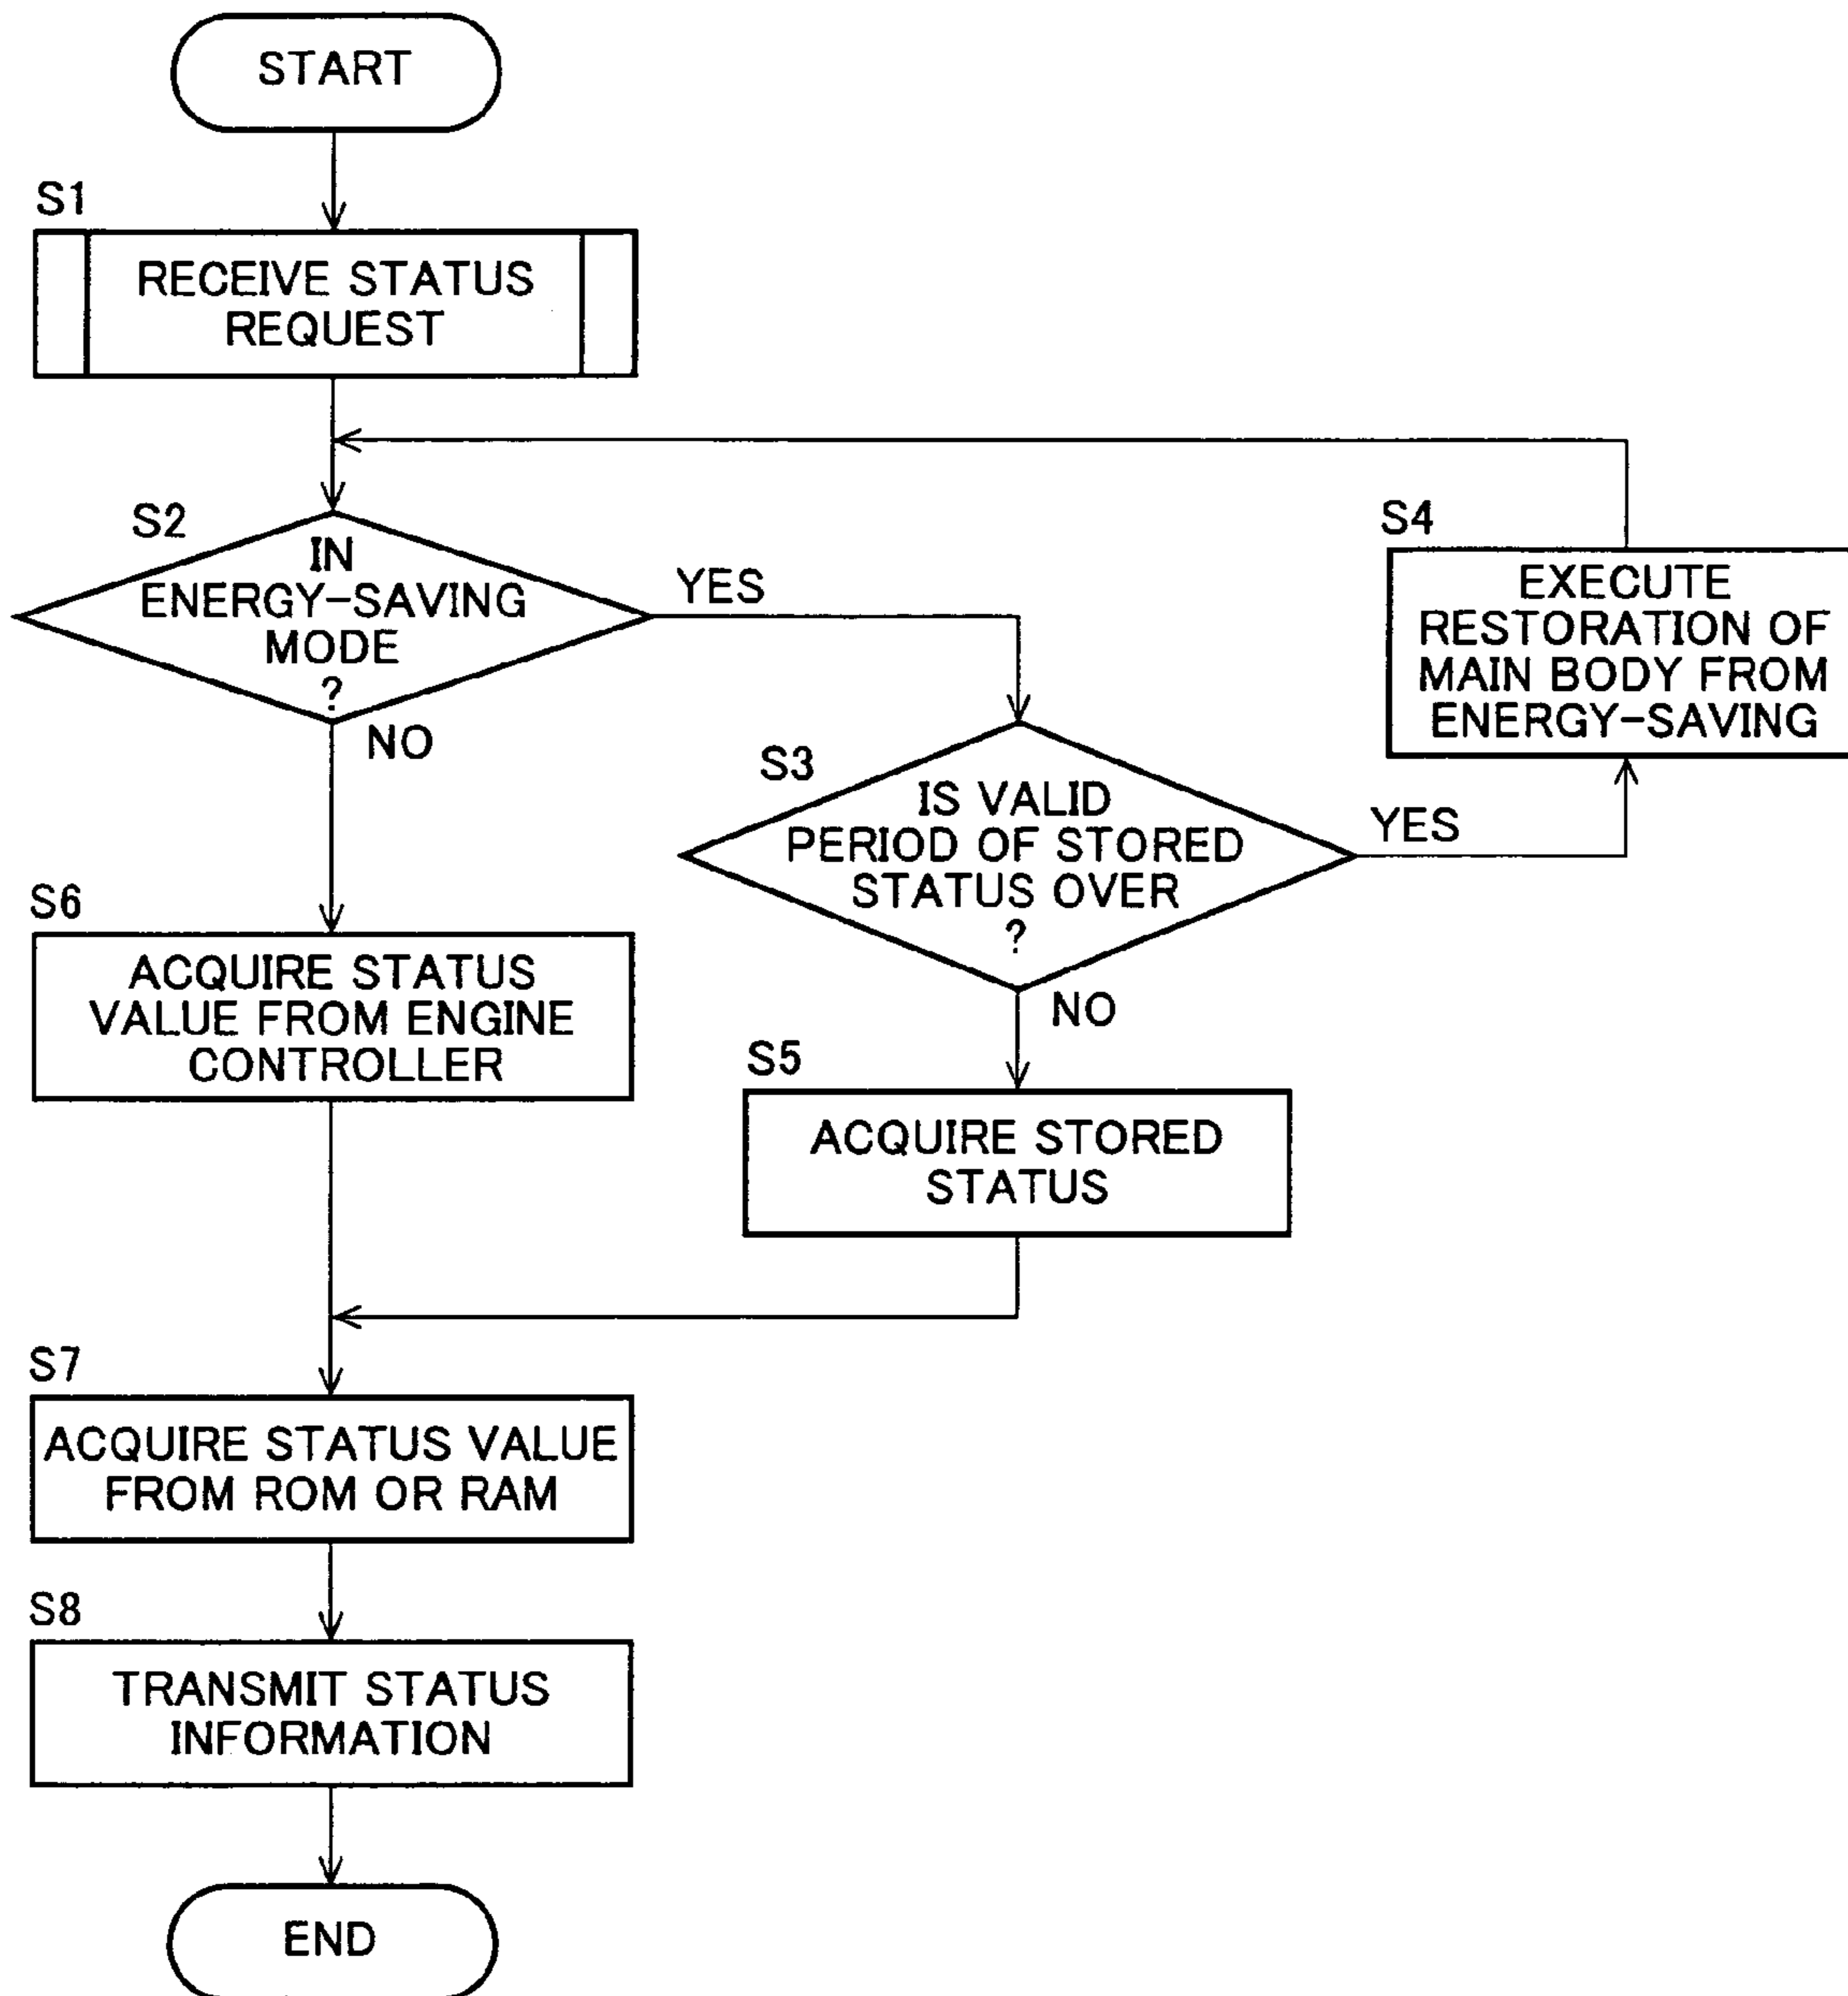 START
S1
RECEIVE STATUS
REQUEST
S2
IN
ENERGY-SAVING
MODE
?
YES
NO
S3
IS VALID
PERIOD OF STORED
STATUS OVER
?
YES
NO
S4
EXECUTE
RESTORATION OF
MAIN BODY FROM
ENERGY-SAVING
S5
ACQUIRE STORED
STATUS
S6
ACQUIRE STATUS
VALUE FROM ENGINE
CONTROLLER
S7
ACQUIRE STATUS VALUE
FROM ROM OR RAM
S8
TRANSMIT STATUS
INFORMATION
END